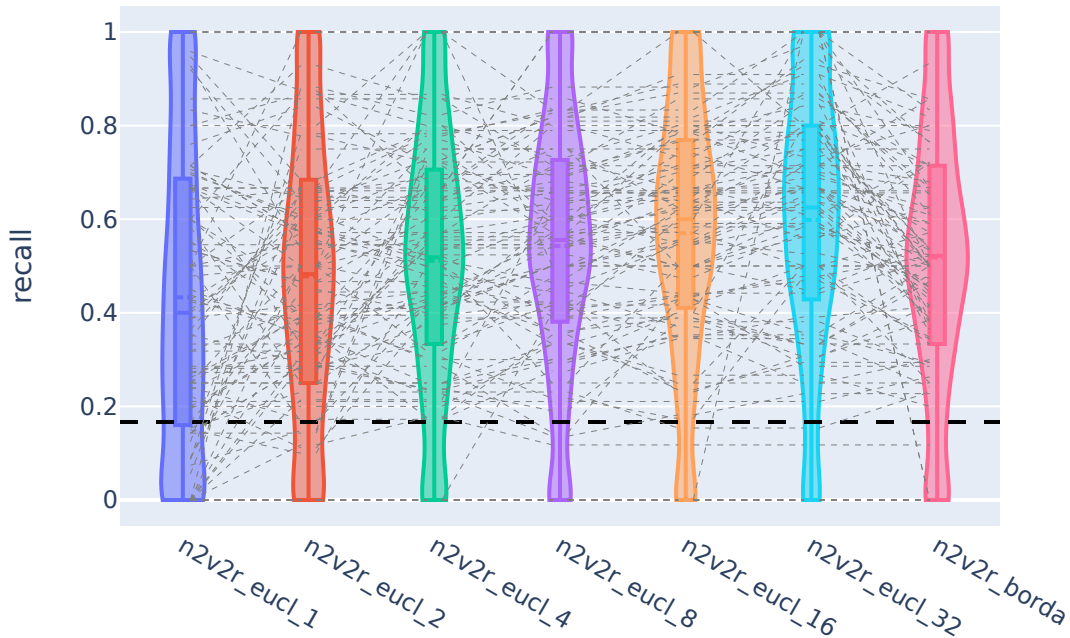 1
0.8
0.6
0.4
0.2
0
recall
n2v2r_eucl_1
n2v2r_eucl_2
n2v2r_eucl_4
n2v2r_eucl_8
n2v2r_eucl_16
n2v2r_eucl_32
n2v2r_borda